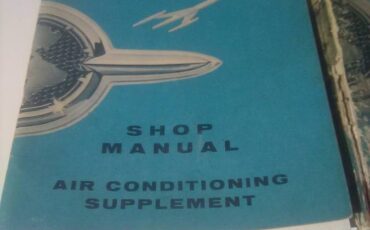 SHOP
MANUAL
AIR CONDITIONING
SUPPLEMENT